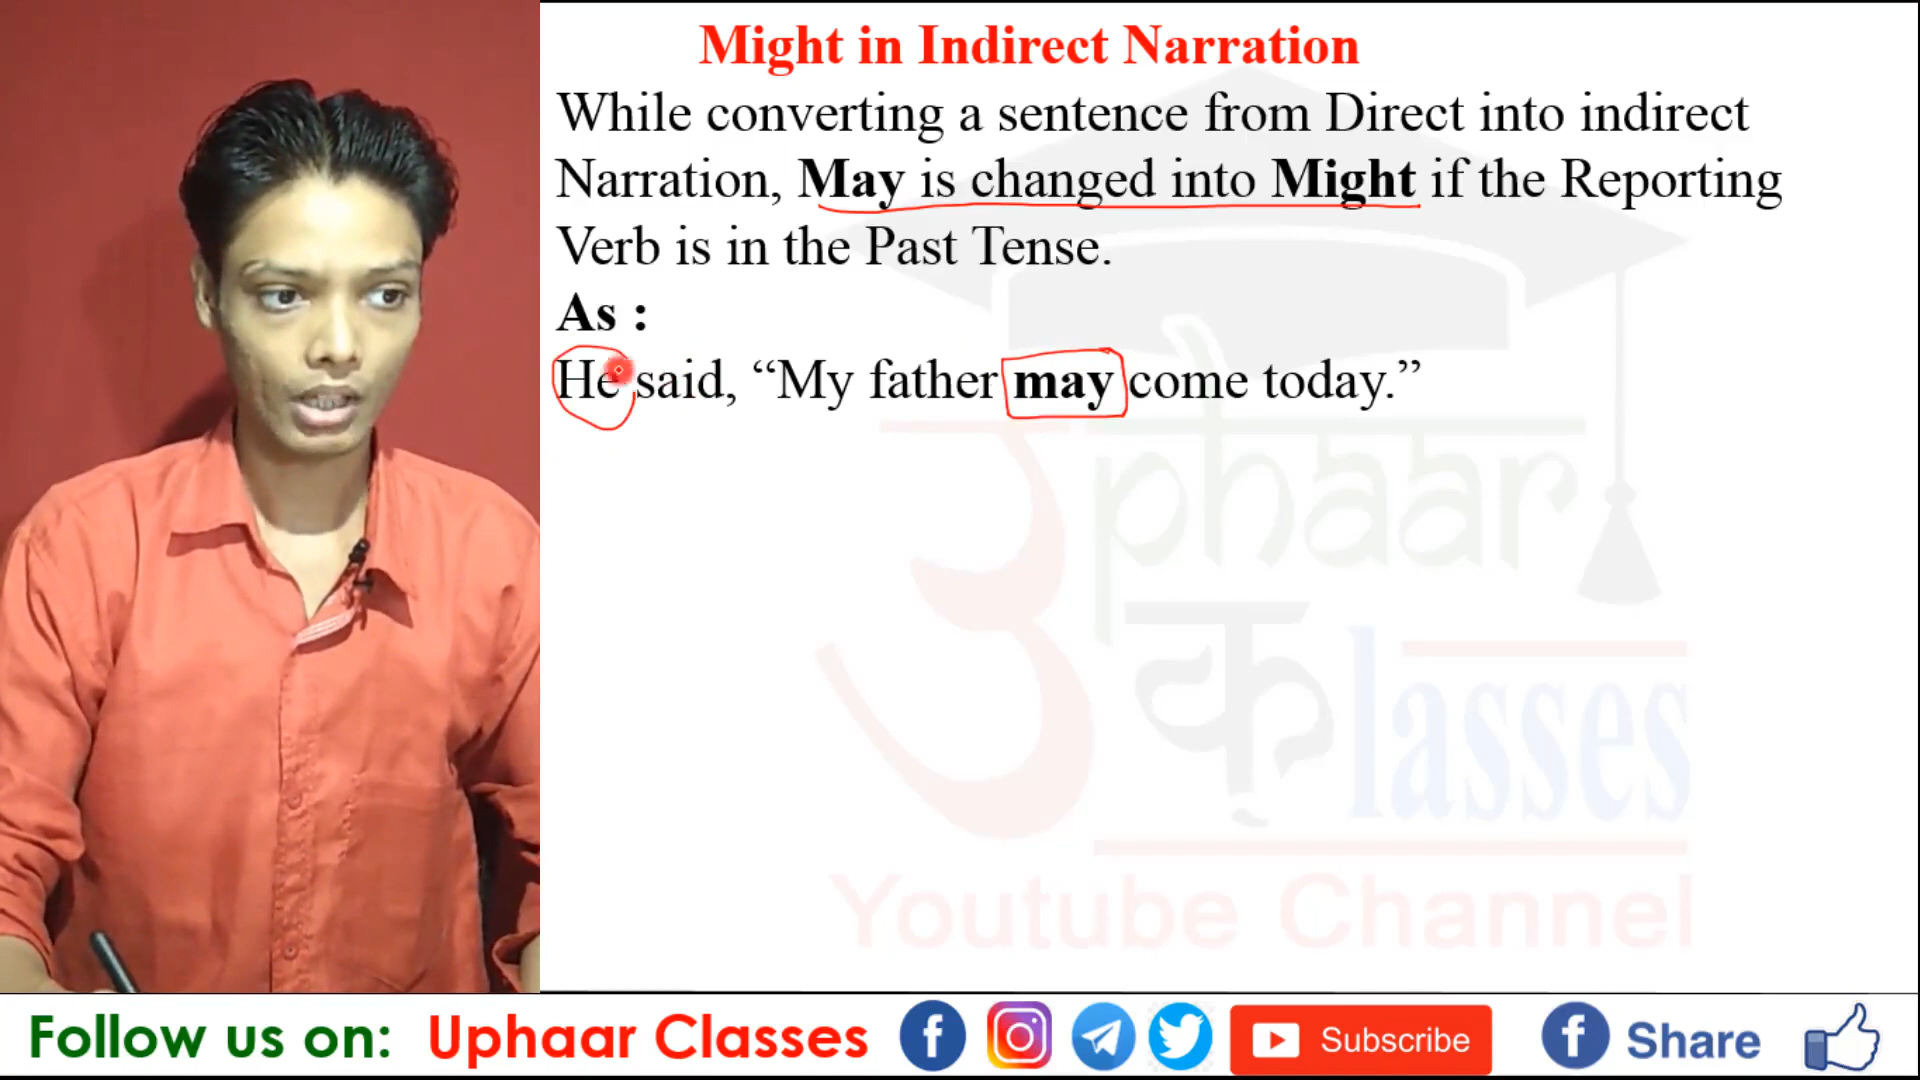 Might in Indirect Narration
While converting a sentence from Direct into indirect
Narration, May is changed into Might if the Reporting
Verb is in the Past Tense.
As :
He said, “My father may come today.”
उphaar
कlasses
Youtube Channel
Follow us on: Uphaar Classes Subscribe Share